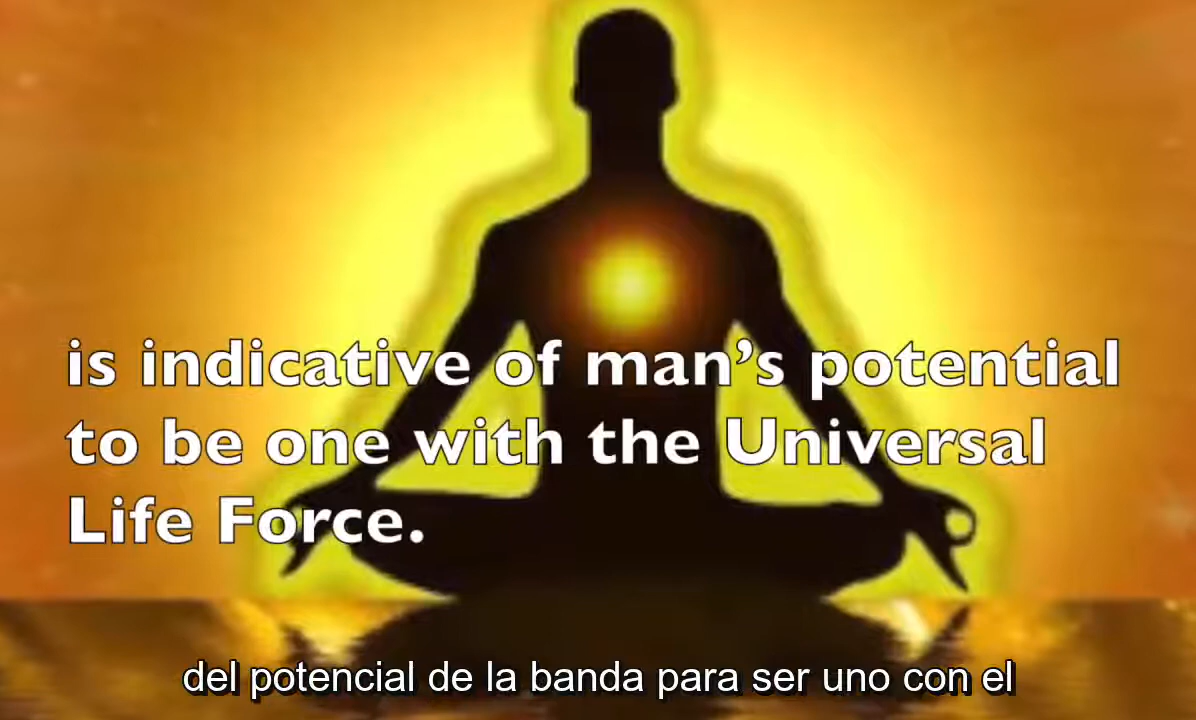 is indicative of man’s potential
to be one with the Universal
Life Force.
del potencial de la banda para ser uno con el